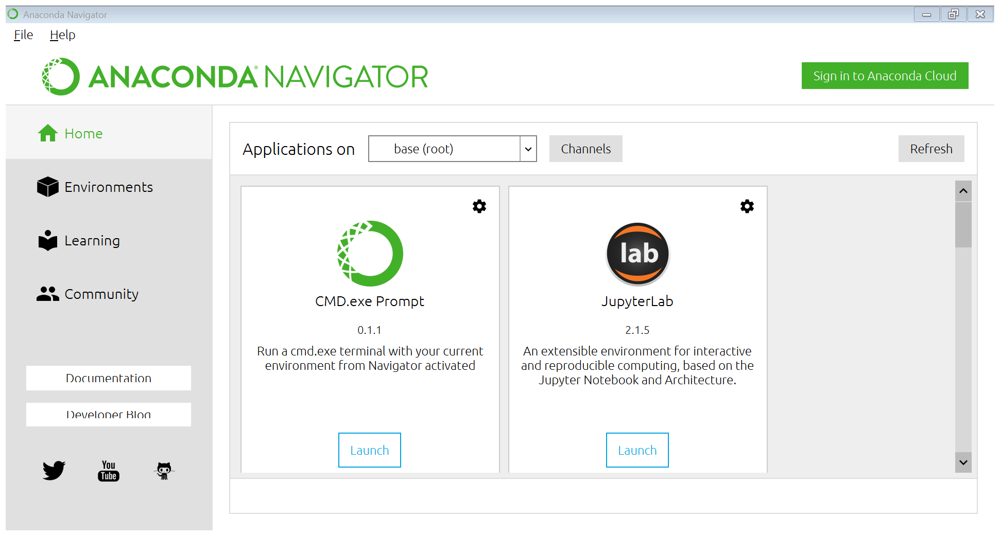 Anaconda Navigator
File Help
ANACONDA® NAVIGATOR
Sign in to Anaconda Cloud
Home
Environments
Learning
Community
Documentation
Developer Blog
You
Tube
Applications on base (root) Channels Refresh
lab
CMD.exe Prompt
0.1.1
Run a cmd.exe terminal with your current
environment from Navigator activated
Launch
JupyterLab
2.1.5
An extensible environment for interactive
and reproducible computing, based on the
Jupyter Notebook and Architecture.
Launch